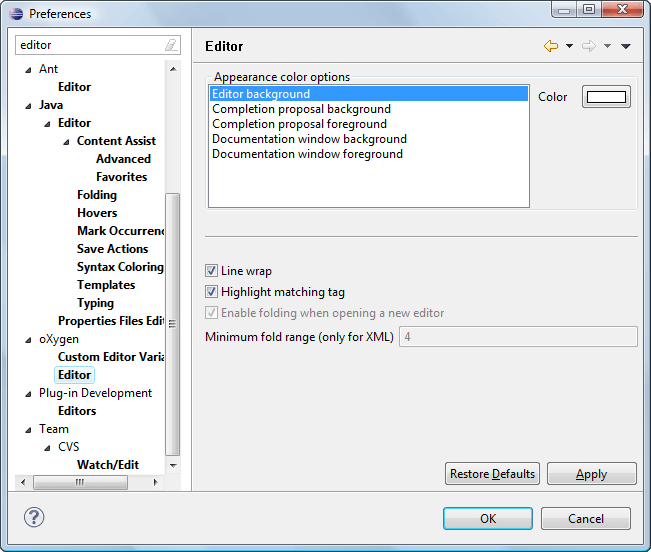 Preferences
editor
Ant
Editor
Java
Editor
Content Assist
Advanced
Favorites
Folding
Hovers
Mark Occurrenc
Save Actions
Syntax Coloring
Templates
Typing
Properties Files Edit
oXygen
Custom Editor Varia
Editor
Plug-in Development
Editors
Team
CVS
Watch/Edit
Editor
Appearance color options
Editor background
Completion proposal background
Completion proposal foreground
Documentation window background
Documentation window foreground
Color
Line wrap
Highlight matching tag
Enable folding when opening a new editor
Minimum fold range (only for XML) 4
Restore Defaults Apply
? OK Cancel